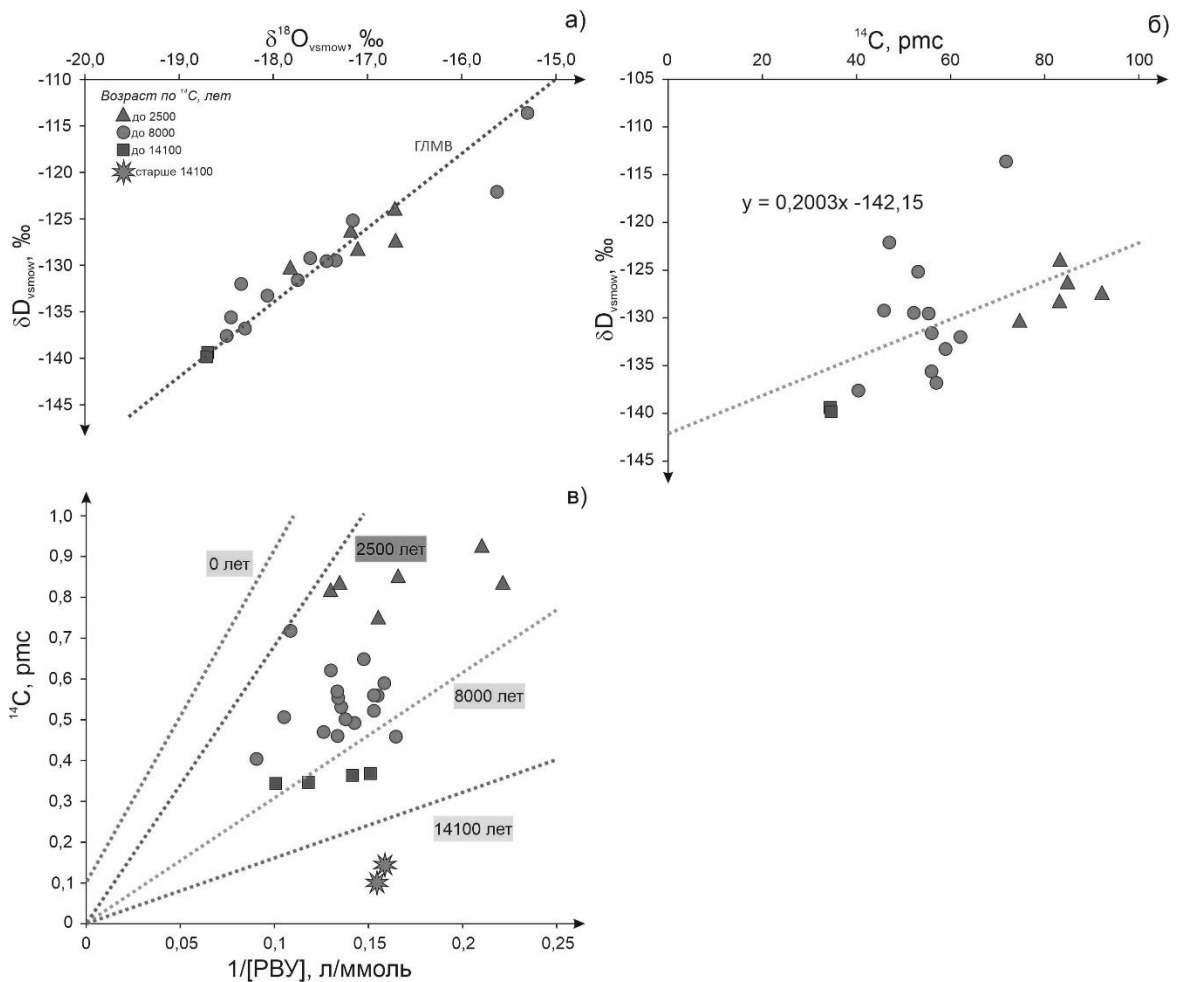 а)
δ¹⁸Ovsmow, ‰
-20,0 -19,0 -18,0 -17,0 -16,0 -15,0
-110
-115
-120
-125
-130
-135
-140
-145
δDvsmow, ‰
Возраст по ¹⁴C, лет
до 2500
до 8000
до 14100
старше 14100
ГЛМВ
б)
¹⁴C, pmc
0 20 40 60 80 100
-105
-110
-115
-120
-125
-130
-135
-140
-145
δDvsmow, ‰
y = 0,2003x -142,15
в)
1,0
0,9
0,8
0,7
0,6
0,5
0,4
0,3
0,2
0,1
0
¹⁴C, pmc
0 лет
2500 лет
8000 лет
14100 лет
0 0,05 0,1 0,15 0,2 0,25
1/[РВУ], л/ммоль